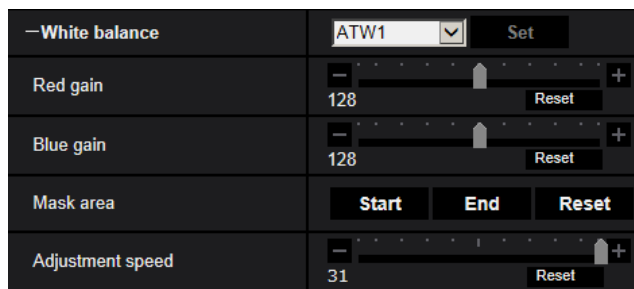 —White balance ATW1 Set
Red gain − +
128 Reset
Blue gain − +
128 Reset
Mask area Start End Reset
Adjustment speed − +
31 Reset